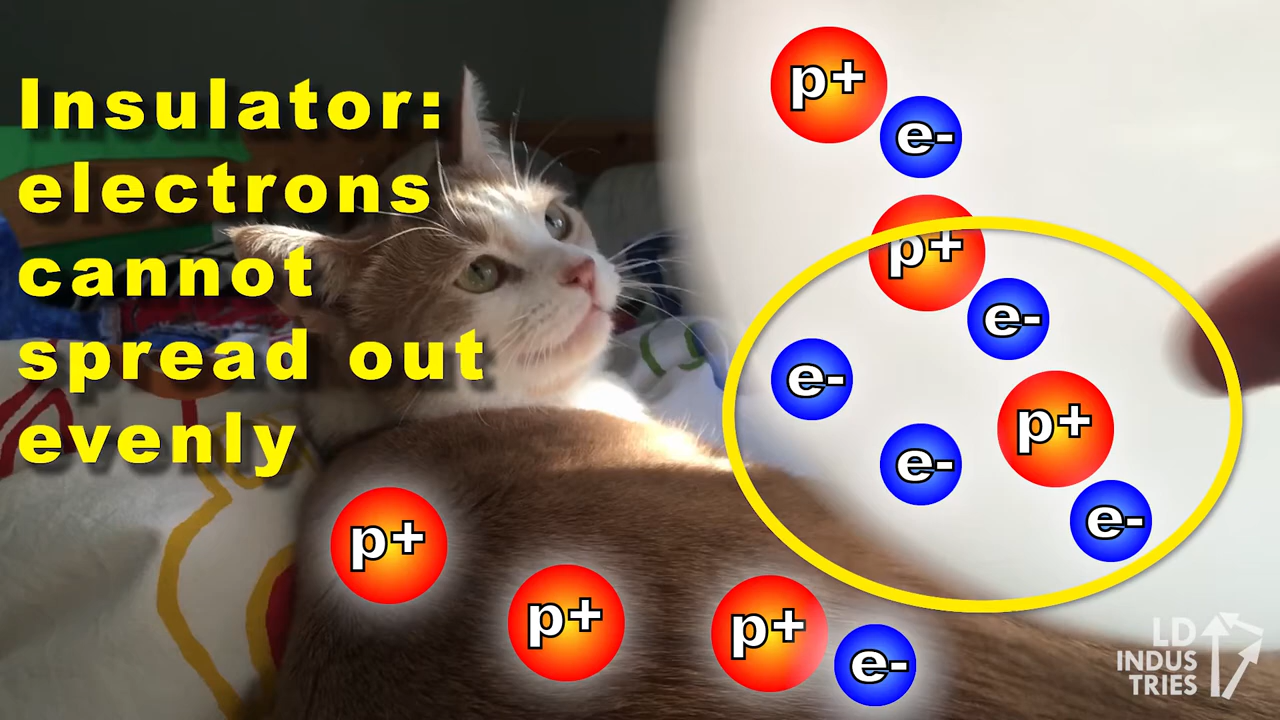 Insulator:
electrons
cannot
spread out
evenly
p+
e-
p+
e-
e-
p+
e-
e-
p+
p+
p+
e-
LD
INDUS
TRIES